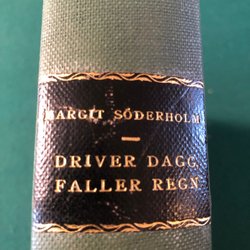 MARGIT SÖDERHOLM
DRIVER DAGG
FALLER REGN